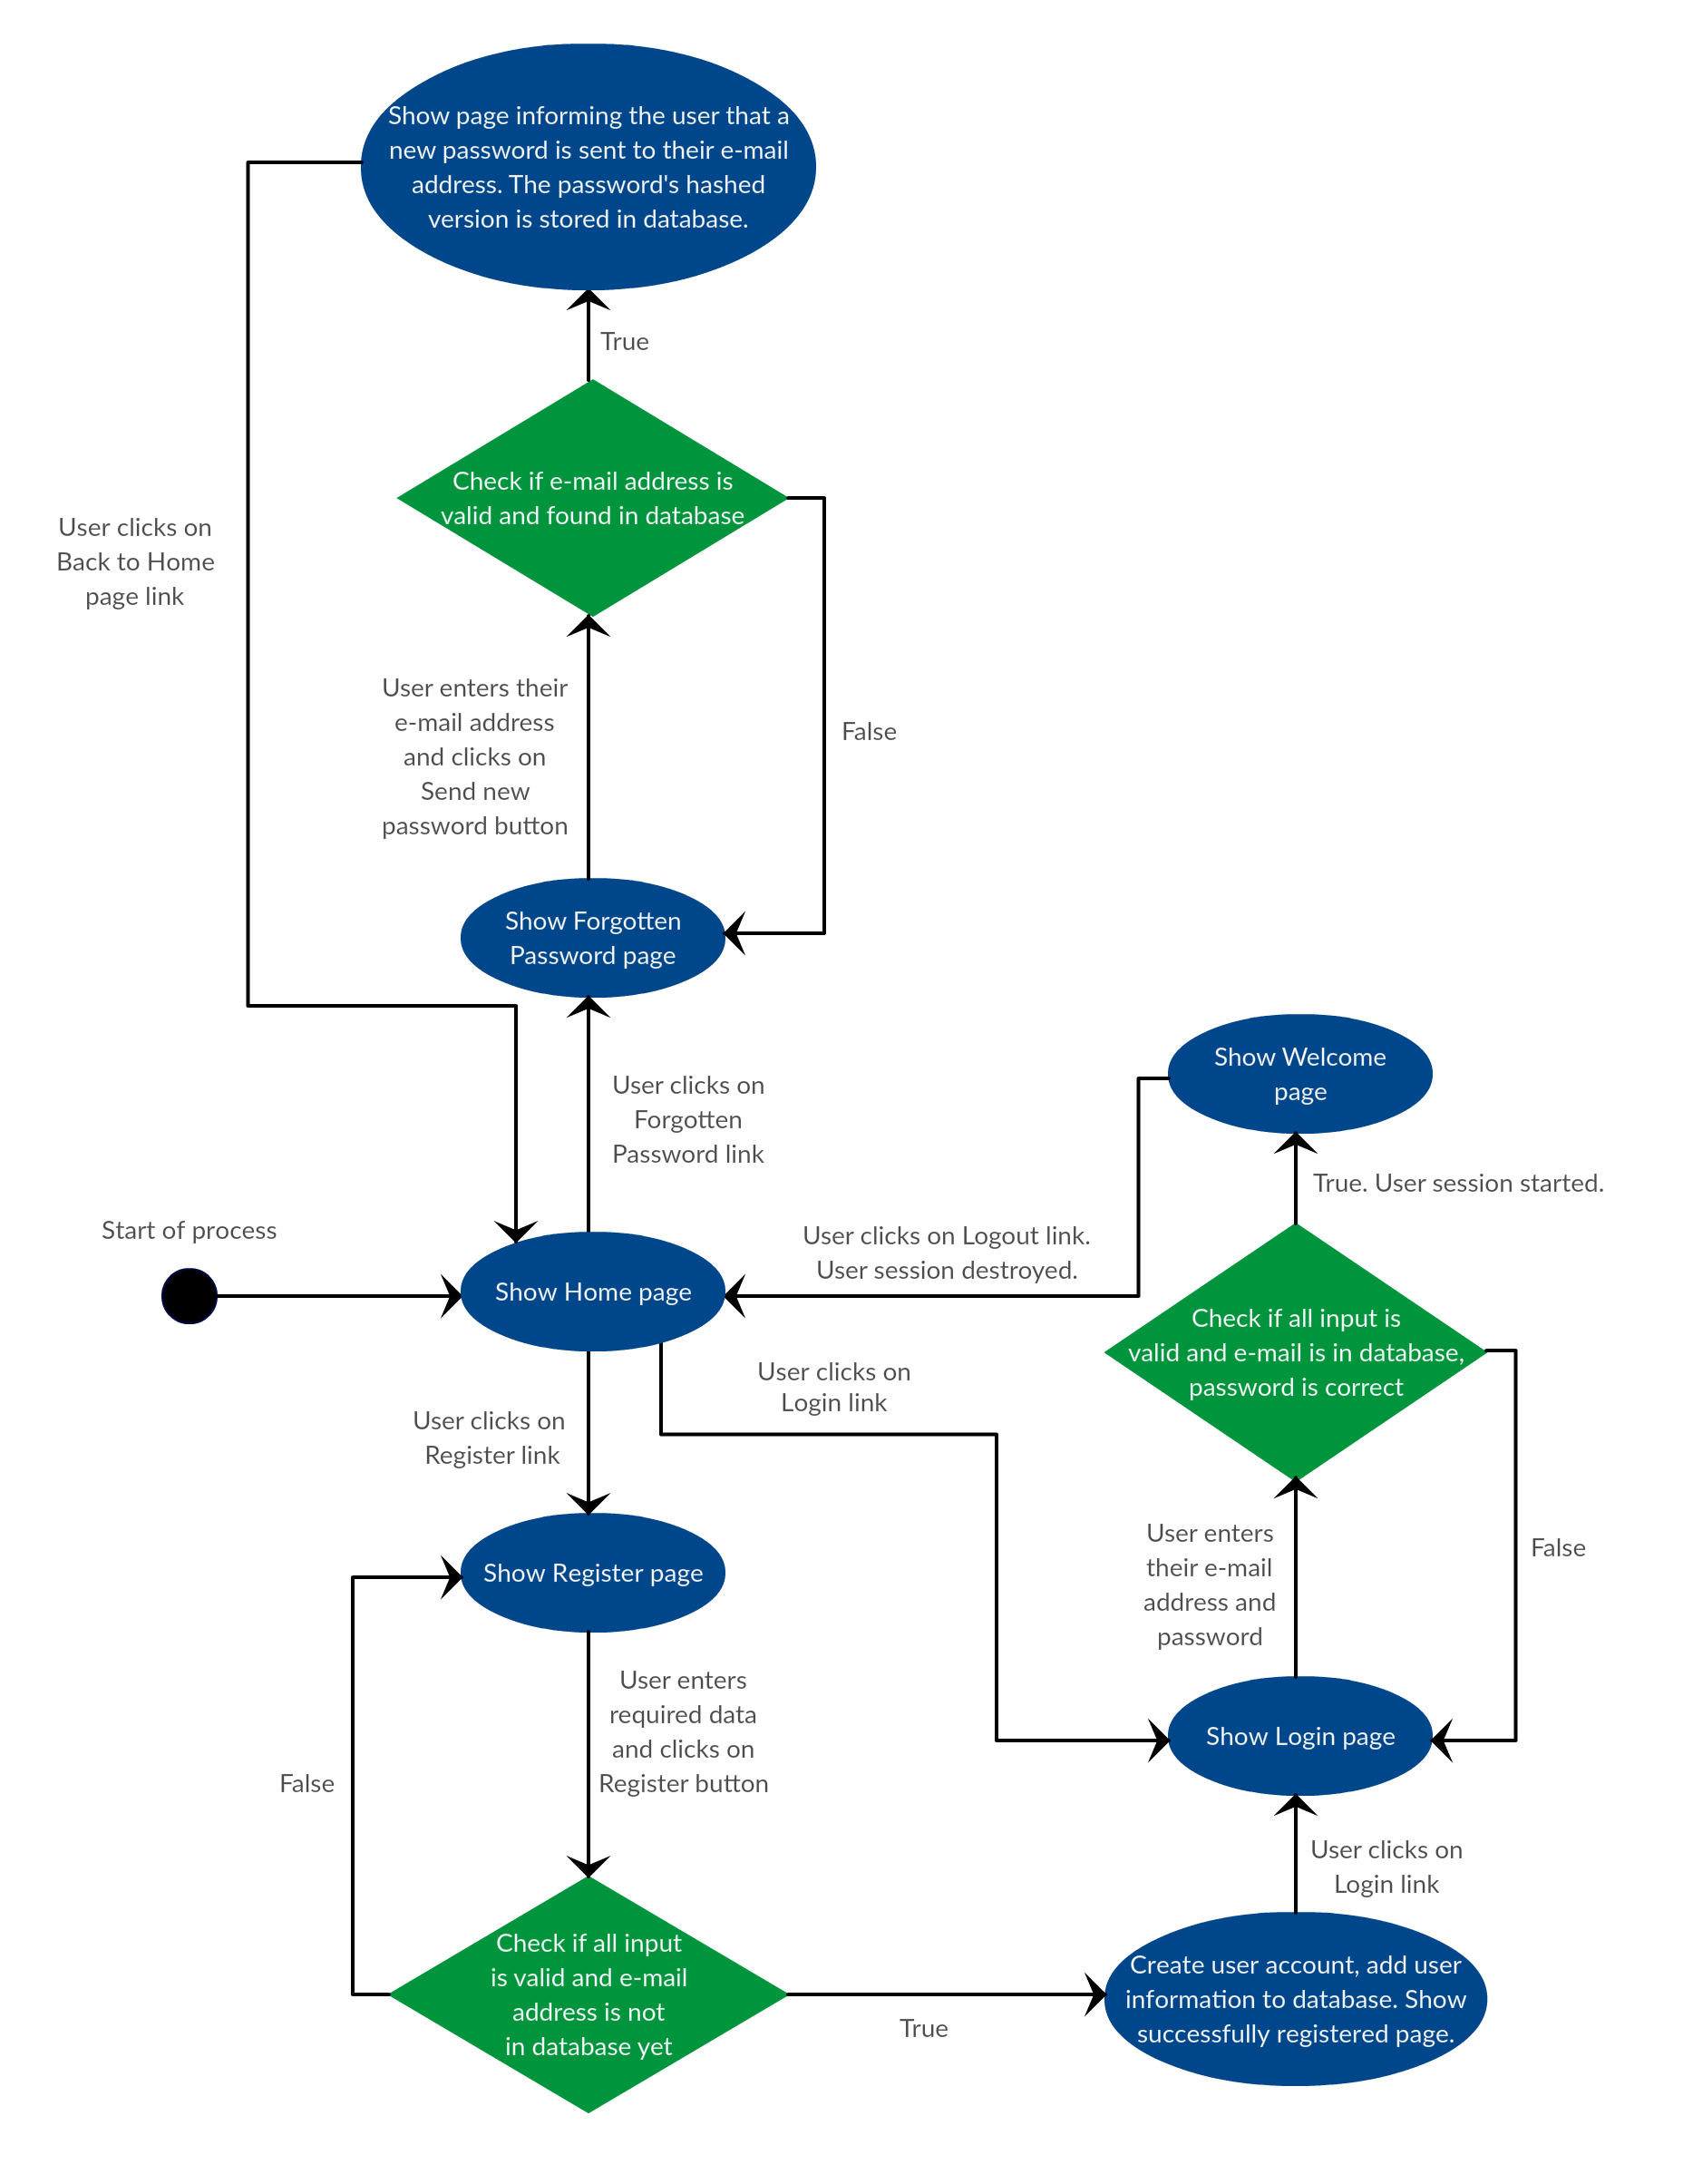 Show page informing the user that a
new password is sent to their e-mail
address. The password's hashed
version is stored in database.
True
Check if e-mail address is
valid and found in database
User clicks on
Back to Home
page link
User enters their
e-mail address
and clicks on
Send new
password button
False
Show Forgotten
Password page
User clicks on
Forgotten
Password link
Show Welcome
page
True. User session started.
Start of process
User clicks on Logout link.
User session destroyed.
Show Home page
Check if all input is
valid and e-mail is in database,
password is correct
User clicks on
Login link
User clicks on
Register link
User enters
their e-mail
address and
password
False
Show Register page
User enters
required data
and clicks on
Register button
False
Show Login page
User clicks on
Login link
Check if all input
is valid and e-mail
address is not
in database yet
True
Create user account, add user
information to database. Show
successfully registered page.